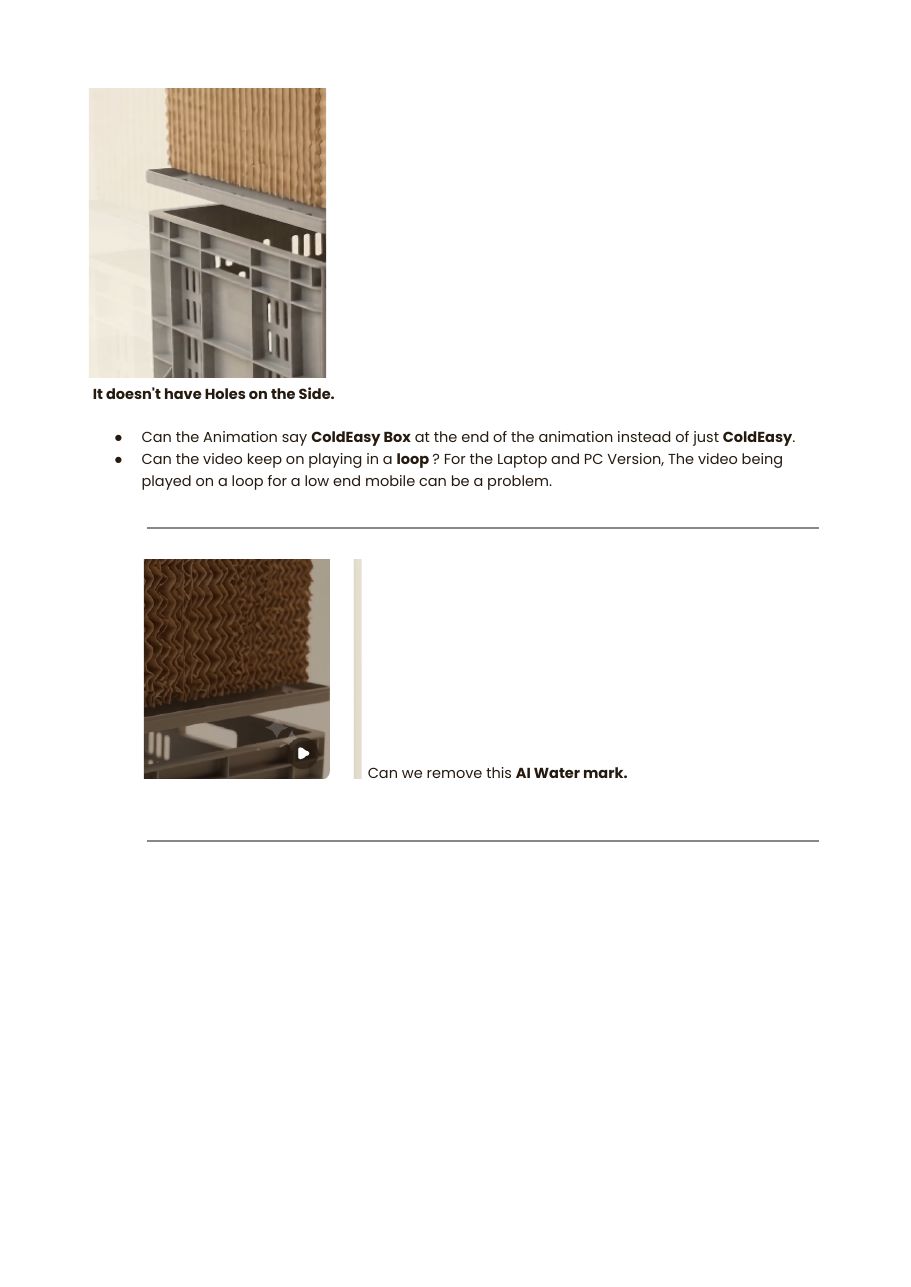 It doesn't have Holes on the Side.
● Can the Animation say ColdEasy Box at the end of the animation instead of just ColdEasy.
● Can the video keep on playing in a loop ? For the Laptop and PC Version, The video being
played on a loop for a low end mobile can be a problem.
Can we remove this AI Water mark.